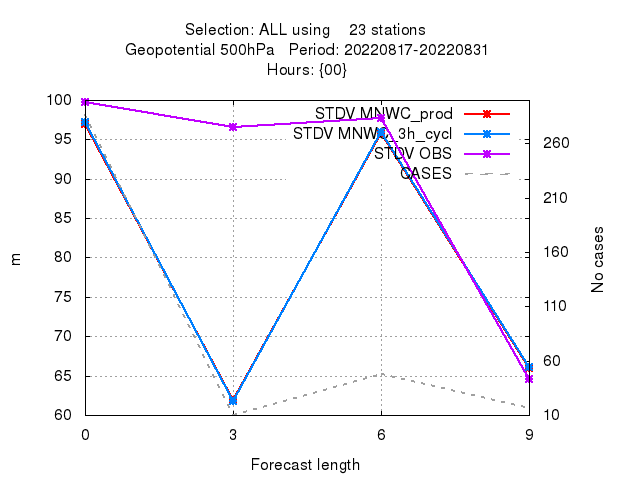 Selection: ALL using    23 stations
Geopotential 500hPa   Period: 20220817-20220831
Hours: {00}
STDV MNWC_prod
STDV MNWC_3h_cycl
STDV OBS
CASES
100
95
90
85
80
75
70
65
60
260
210
160
110
60
10
m
No cases
0
3
6
9
Forecast length